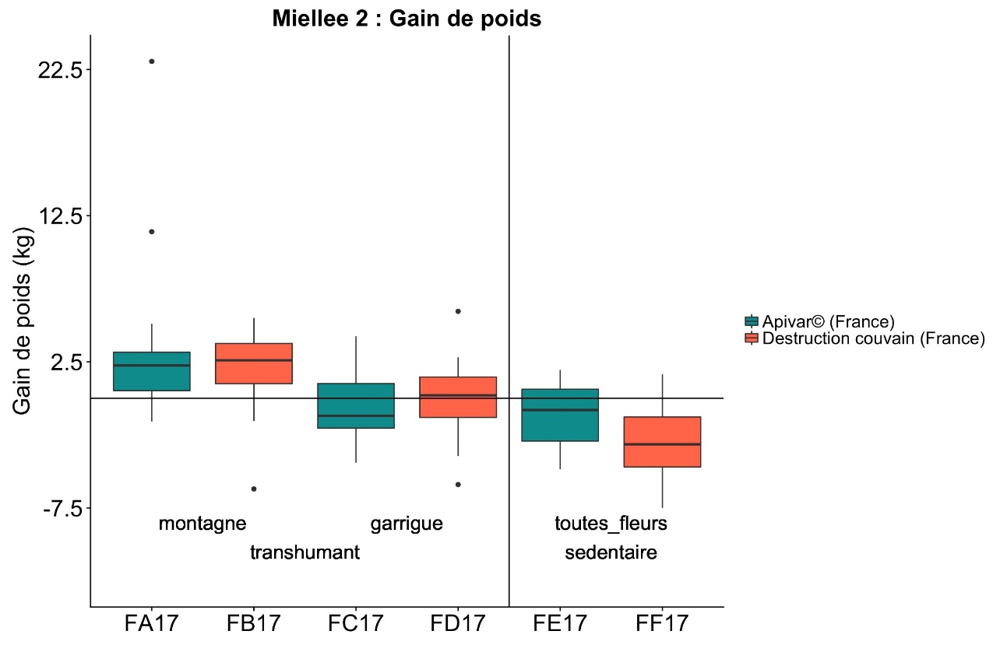 Miellee 2 : Gain de poids
Gain de poids (kg)
22.5
12.5
2.5
-7.5
montagne
garrigue
toutes_fleurs
transhumant
sedentaire
FA17
FB17
FC17
FD17
FE17
FF17
Apivar© (France)
Destruction couvain (France)